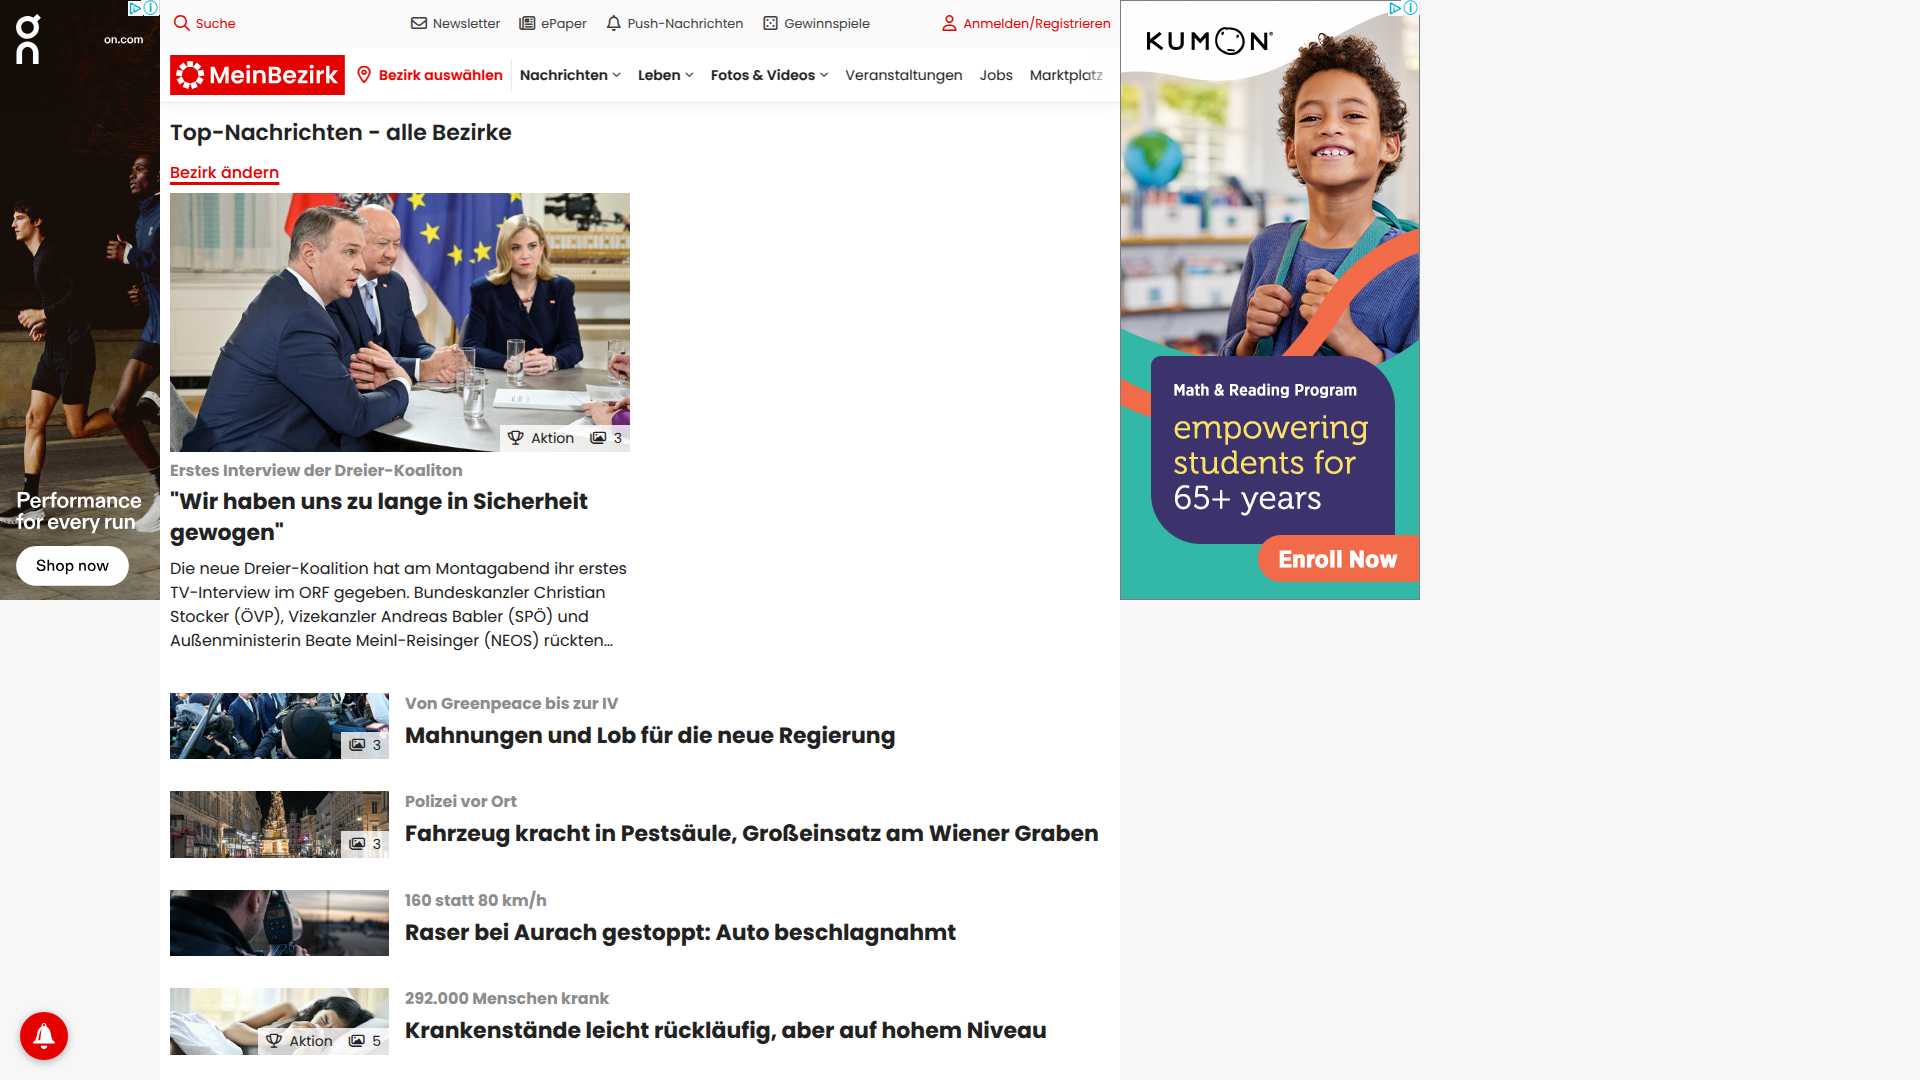 on.com
Performance
for every run
Shop now
Suche
Newsletter
ePaper
Push-Nachrichten
Gewinnspiele
Anmelden/Registrieren
MeinBezirk
Bezirk auswählen
Nachrichten
Leben
Fotos & Videos
Veranstaltungen
Jobs
Marktplatz
Top-Nachrichten - alle Bezirke
Bezirk ändern
Aktion 3
Erstes Interview der Dreier-Koaliton
"Wir haben uns zu lange in Sicherheit
gewogen"
Die neue Dreier-Koalition hat am Montagabend ihr erstes
TV-Interview im ORF gegeben. Bundeskanzler Christian
Stocker (ÖVP), Vizekanzler Andreas Babler (SPÖ) und
Außenministerin Beate Meinl-Reisinger (NEOS) rückten...
3
Von Greenpeace bis zur IV
Mahnungen und Lob für die neue Regierung
3
Polizei vor Ort
Fahrzeug kracht in Pestsäule, Großeinsatz am Wiener Graben
160 statt 80 km/h
Raser bei Aurach gestoppt: Auto beschlagnahmt
Aktion 5
292.000 Menschen krank
Krankenstände leicht rückläufig, aber auf hohem Niveau
KUMON
Math & Reading Program
empowering
students for
65+ years
Enroll Now